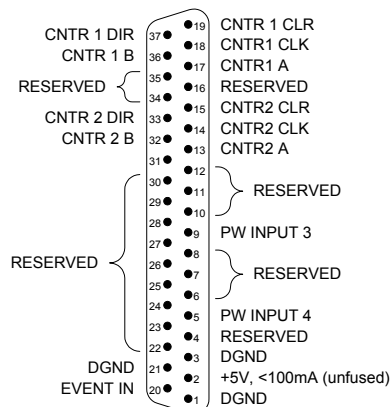 19 CNTR 1 CLR
CNTR 1 DIR 37
18 CNTR1 CLK
CNTR 1 B 36
17 CNTR1 A
35
RESERVED
16 RESERVED
34
15 CNTR2 CLR
CNTR 2 DIR 33
14 CNTR2 CLK
CNTR 2 B 32
13 CNTR2 A
31
12
30
11 RESERVED
29
10
28
9 PW INPUT 3
27
8
RESERVED 26
7 RESERVED
25
6
24
5 PW INPUT 4
23
4 RESERVED
22
3 DGND
DGND 21
2 +5V, <100mA (unfused)
EVENT IN 20
1 DGND